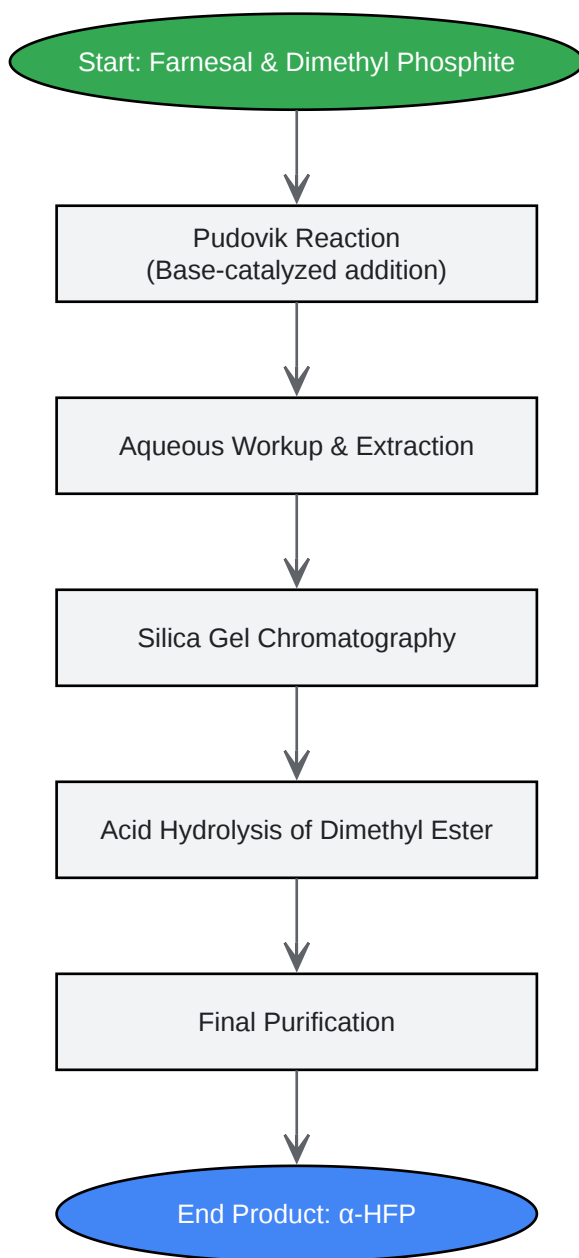 Start: Farnesal & Dimethyl Phosphite
Pudovik Reaction
(Base-catalyzed addition)
Aqueous Workup & Extraction
Silica Gel Chromatography
Acid Hydrolysis of Dimethyl Ester
Final Purification
End Product: α-HFP